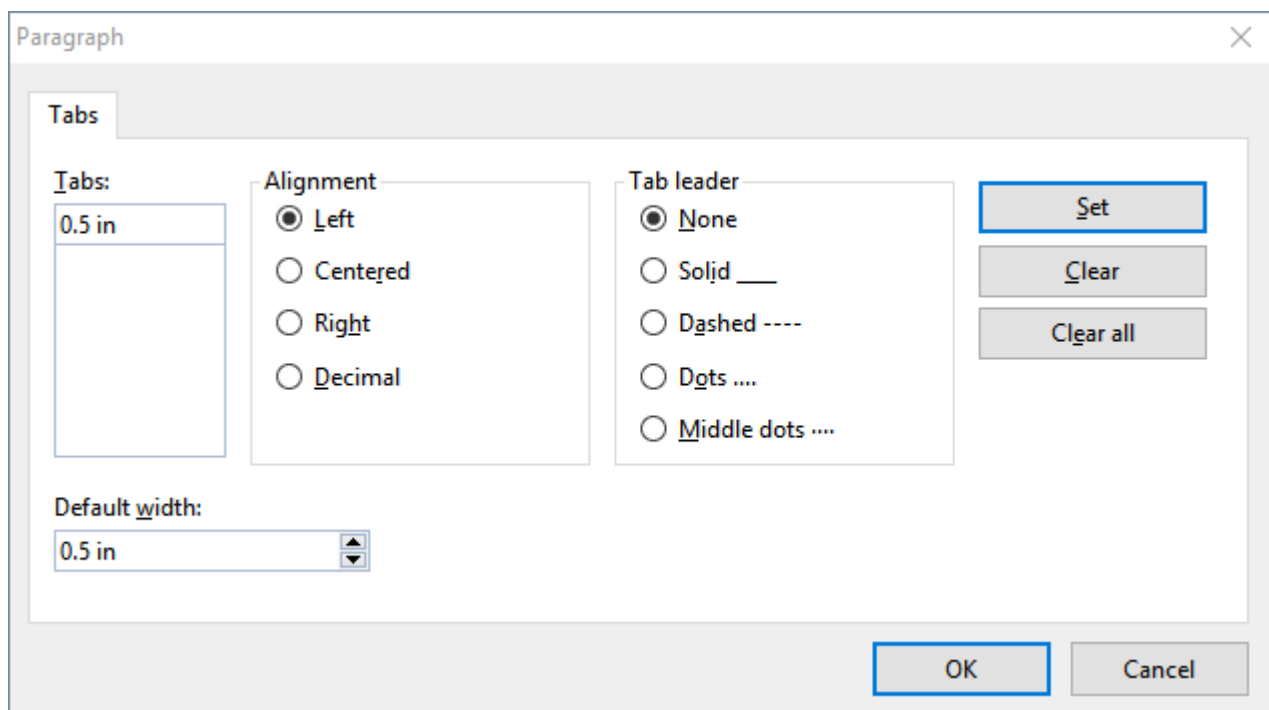 Paragraph
Tabs
Tabs:
0.5 in
Alignment
Left
Centered
Right
Decimal
Tab leader
None
Solid ___
Dashed ----
Dots ....
Middle dots ····
Set
Clear
Clear all
Default width:
0.5 in
OK
Cancel